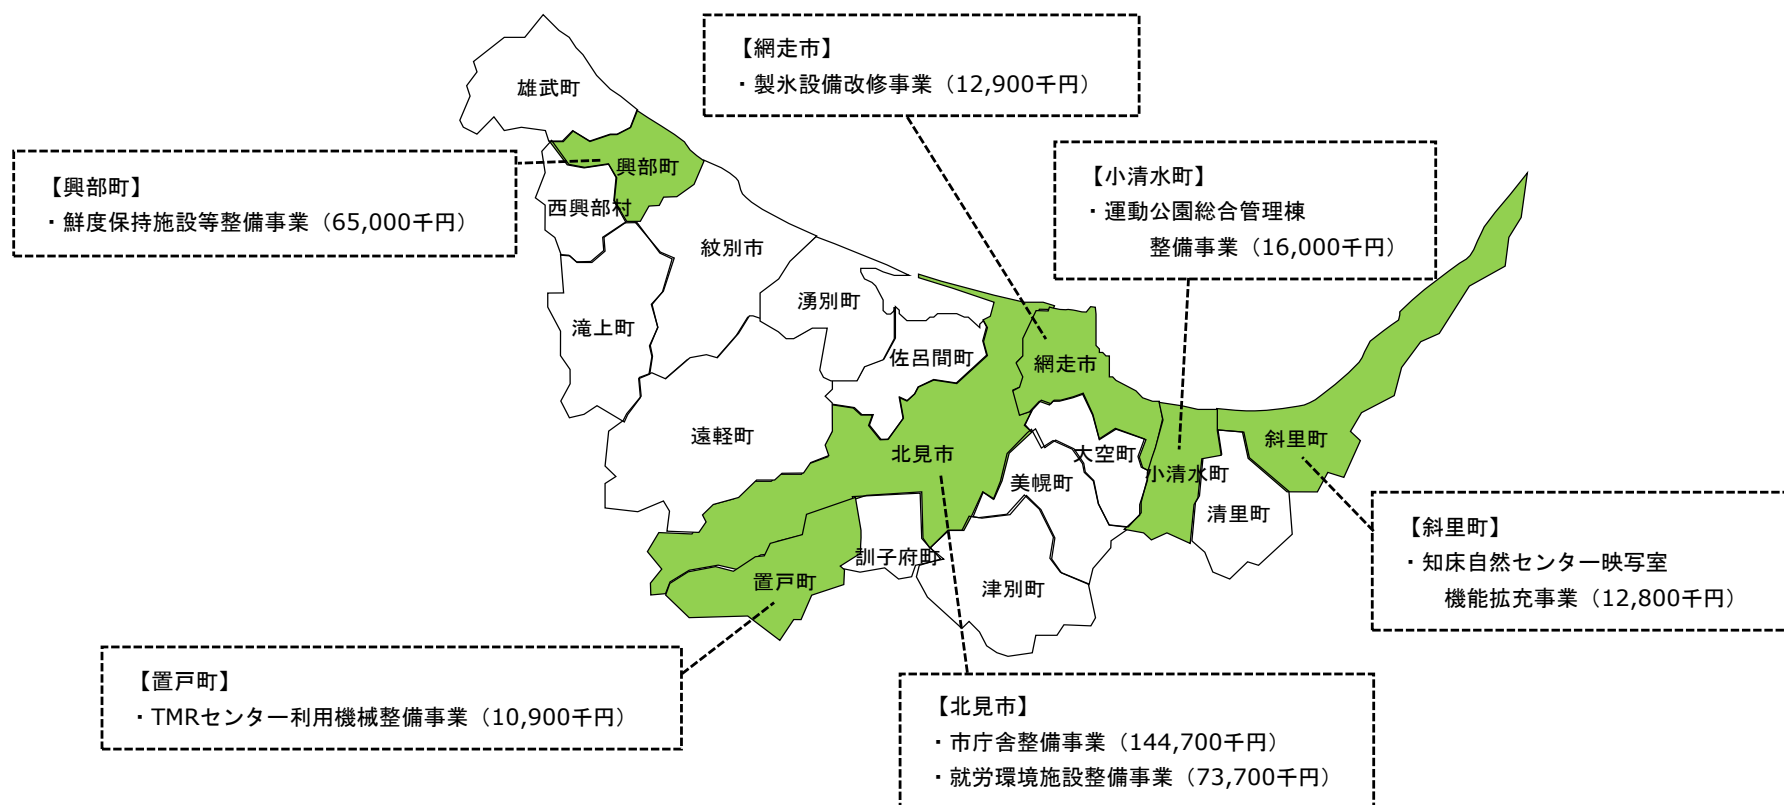 【網走市】
・製氷設備改修事業（12,900千円）
雄武町
【興部町】
・鮮度保持施設等整備事業（65,000千円）
興部町
【小清水町】
・運動公園総合管理棟
整備事業（16,000千円）
西興部村
紋別市
湧別町
滝上町
佐呂間町
網走市
遠軽町
北見市
大空町
斜里町
小清水町
美幌町
清里町
訓子府町
置戸町
津別町
【斜里町】
・知床自然センター映写室
機能拡充事業（12,800千円）
【置戸町】
・TMRセンター利用機械整備事業（10,900千円）
【北見市】
・市庁舎整備事業（144,700千円）
・就労環境施設整備事業（73,700千円）